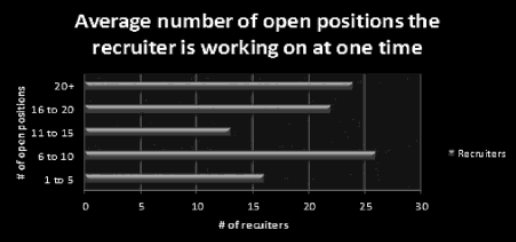 Average number of open positions the
recruiter is working on at one time
# of open positions
20+
16 to 20
11 to 15
6 to 10
1 to 5
0 5 10 15 20 25 30
# of recuiters
Recruiters